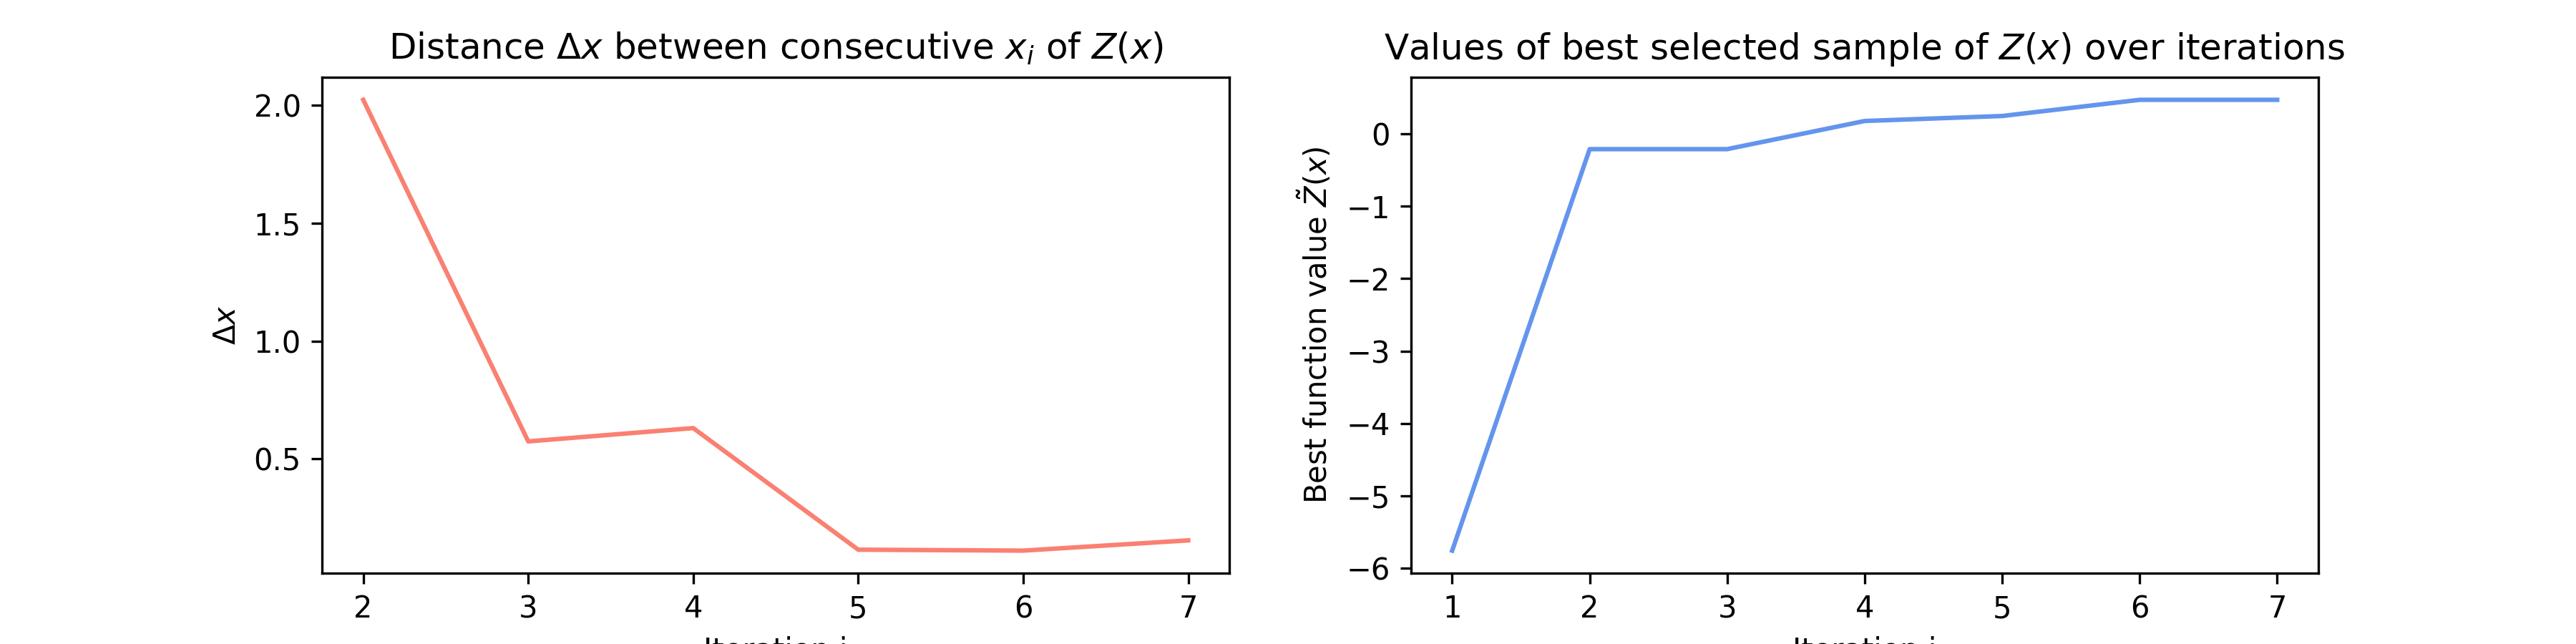 Distance Δx between consecutive x_i of Z(x)
2.0
1.5
1.0
0.5
Δx
2 3 4 5 6 7
Iteration i
Values of best selected sample of Z(x) over iterations
0
−1
−2
−3
−4
−5
−6
Best function value Z̃(x)
1 2 3 4 5 6 7
Iteration i